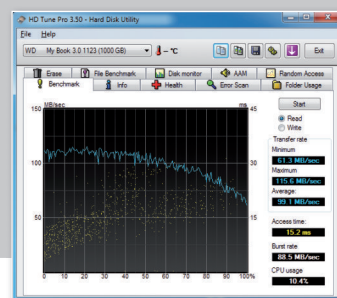 HD Tune Pro 3.50 - Hard Disk Utility
File Help
WD My Book 3.0 1123 (1000 GB)
– °C
Exit
Erase File Benchmark Disk monitor AAM Random Access
Benchmark Info Health Error Scan Folder Usage
MB/sec ms
150 45
100 30
50 15
0 10 20 30 40 50 60 70 80 90 100%
Start
Read
Write
Transfer rate
Minimum
61.3 MB/sec
Maximum
115.6 MB/sec
Average:
99.1 MB/sec
Access time:
15.2 ms
Burst rate
88.5 MB/sec
CPU usage
10.4%